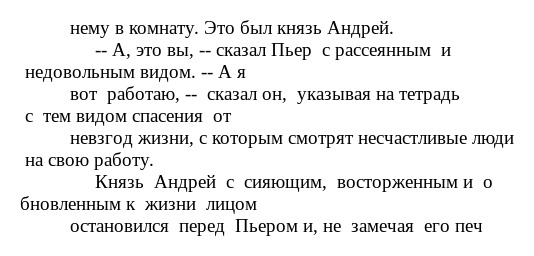 нему в комнату. Это был князь Андрей.
-- А, это вы, -- сказал Пьер  с рассеянным  и
недовольным видом. -- А я
вот  работаю, --  сказал он,  указывая на тетрадь
с  тем видом спасения  от
невзгод жизни, с которым смотрят несчастливые люди
на свою работу.
Князь  Андрей  с  сияющим,  восторженным и  о
бновленным к  жизни  лицом
остановился  перед  Пьером и, не  замечая  его печ